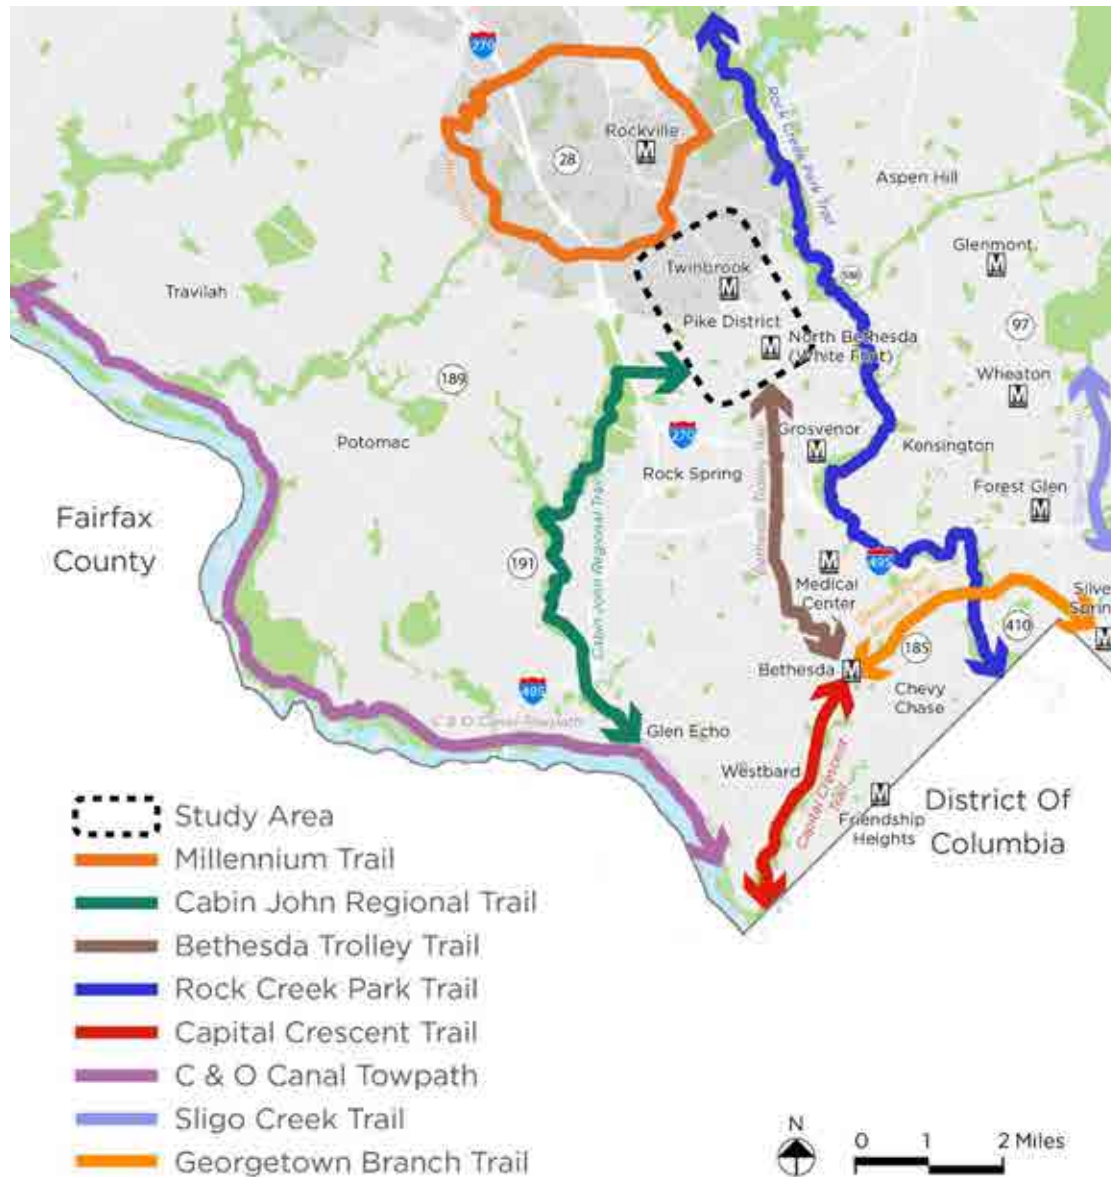 270
Rockville
M
28
Rock Creek Park Trail
Aspen Hill
Glenmont
M
Twinbrook
M
Travilah
Pike District
M
North Bethesda
(White Flint)
97
Wheaton
M
189
Potomac
270
Rock Spring
Grosvenor
M
Kensington
Forest Glen
M
Fairfax
County
191
Cabin John Regional Trail
Medical
Center
M
495
Silve
Sprin
M
410
185
Bethesda
M
Chevy
Chase
495
C & O Canal Towpath
Glen Echo
Westbard
Capital Crescent
Trail
M
Friendship
Heights
District Of
Columbia
Study Area
Millennium Trail
Cabin John Regional Trail
Bethesda Trolley Trail
Rock Creek Park Trail
Capital Crescent Trail
C & O Canal Towpath
Sligo Creek Trail
Georgetown Branch Trail
N
0 1 2 Miles